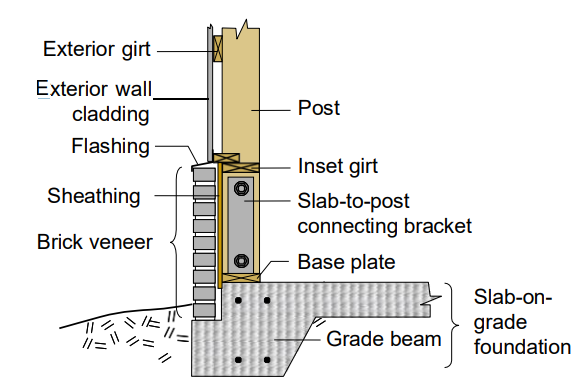 Exterior girt
Exterior wall
cladding
Flashing
Sheathing
Brick veneer
Post
Inset girt
Slab-to-post
connecting bracket
Base plate
Grade beam
Slab-on-
grade
foundation